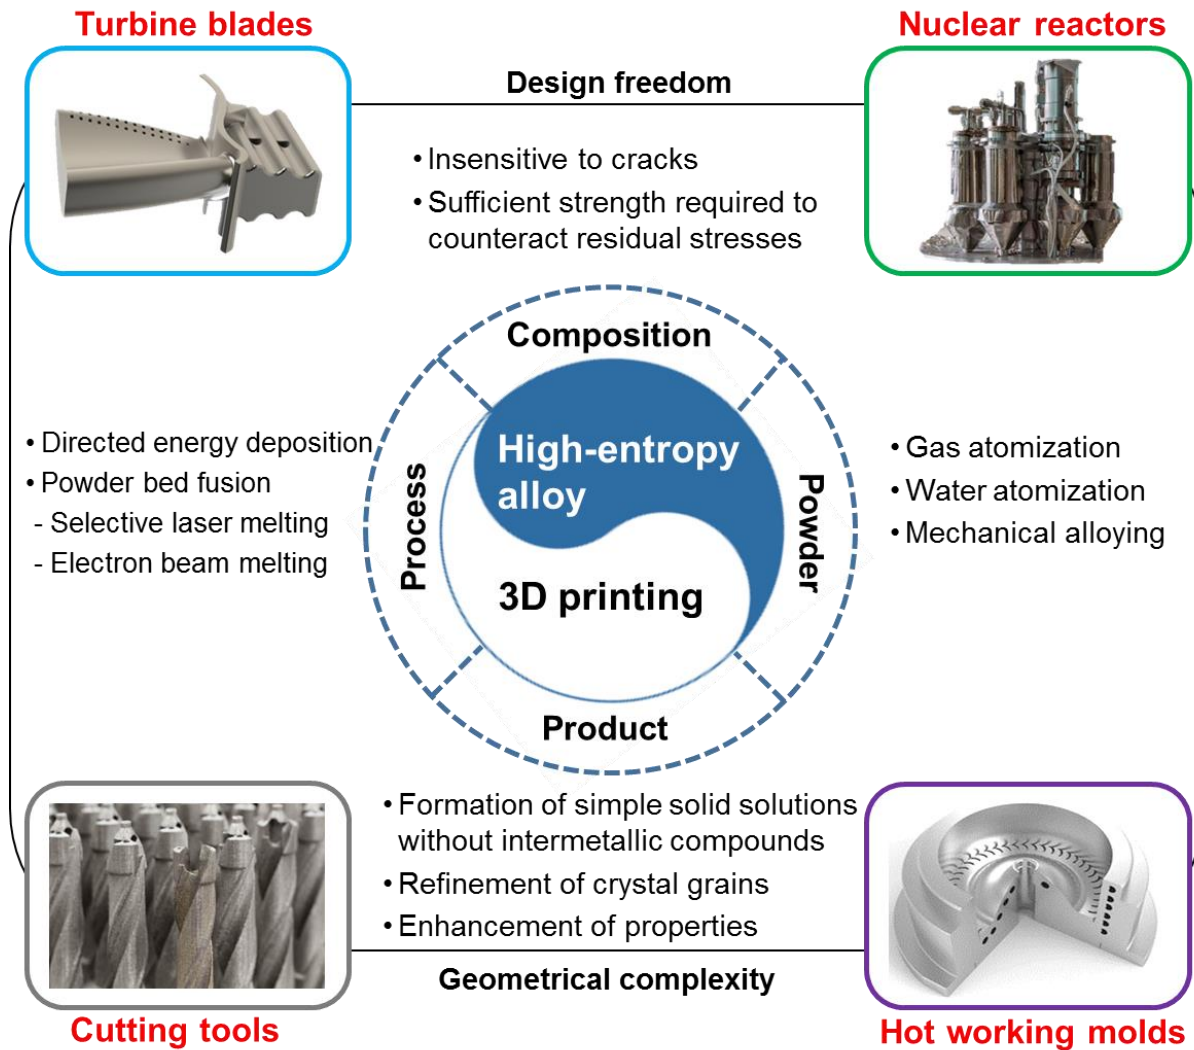 Turbine blades
Nuclear reactors
Design freedom
• Insensitive to cracks
• Sufficient strength required to
counteract residual stresses
Composition
• Directed energy deposition
• Powder bed fusion
- Selective laser melting
- Electron beam melting
Process
High-entropy
alloy
3D printing
Powder
• Gas atomization
• Water atomization
• Mechanical alloying
Product
• Formation of simple solid solutions
without intermetallic compounds
• Refinement of crystal grains
• Enhancement of properties
Geometrical complexity
Cutting tools
Hot working molds